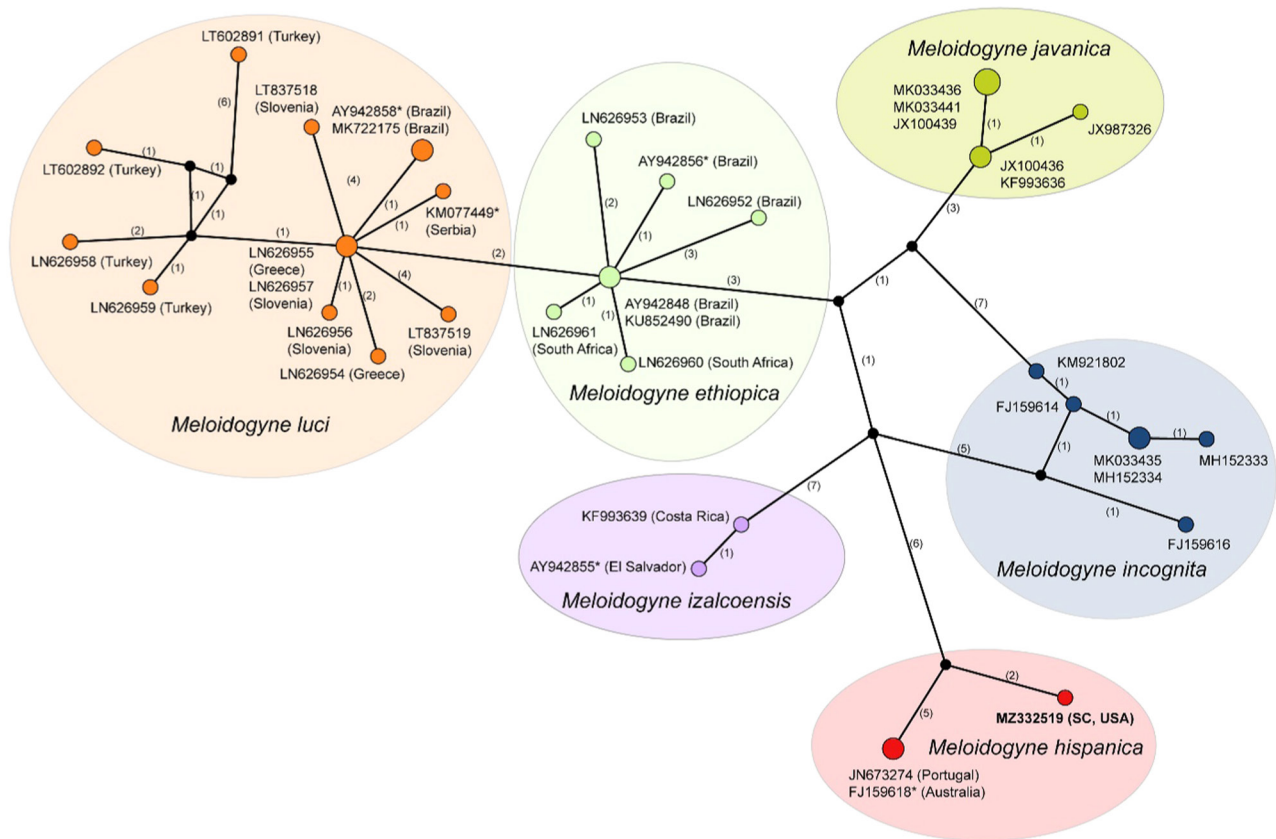 LT602891 (Turkey)
(6)
LT602892 (Turkey)
(1)
(1)
(1)
(1)
(2)
LN626958 (Turkey)
(1)
LN626959 (Turkey)
(1)
LT837518
(Slovenia)
(4)
AY942858* (Brazil)
MK722175 (Brazil)
(1)
(1)
KM077449*
(Serbia)
LN626955
(Greece)
LN626957
(Slovenia)
(1)
(2)
(4)
LN626956
(Slovenia)
LN626954 (Greece)
LT837519
(Slovenia)
Meloidogyne luci
(2)
LN626953 (Brazil)
(2)
AY942856* (Brazil)
(1)
LN626952 (Brazil)
(3)
(3)
(1)
(1)
AY942848 (Brazil)
KU852490 (Brazil)
LN626961
(South Africa)
LN626960 (South Africa)
Meloidogyne ethiopica
Meloidogyne javanica
MK033436
MK033441
JX100439
(1)
(1)
JX987326
JX100436
KF993636
(3)
(1)
(7)
(1)
KM921802
(1)
FJ159614
(1)
(1)
(1)
MK033435
MH152334
MH152333
(5)
(1)
FJ159616
Meloidogyne incognita
(7)
KF993639 (Costa Rica)
(1)
AY942855* (El Salvador)
Meloidogyne izalcoensis
(6)
(2)
MZ332519 (SC, USA)
(5)
Meloidogyne hispanica
JN673274 (Portugal)
FJ159618* (Australia)